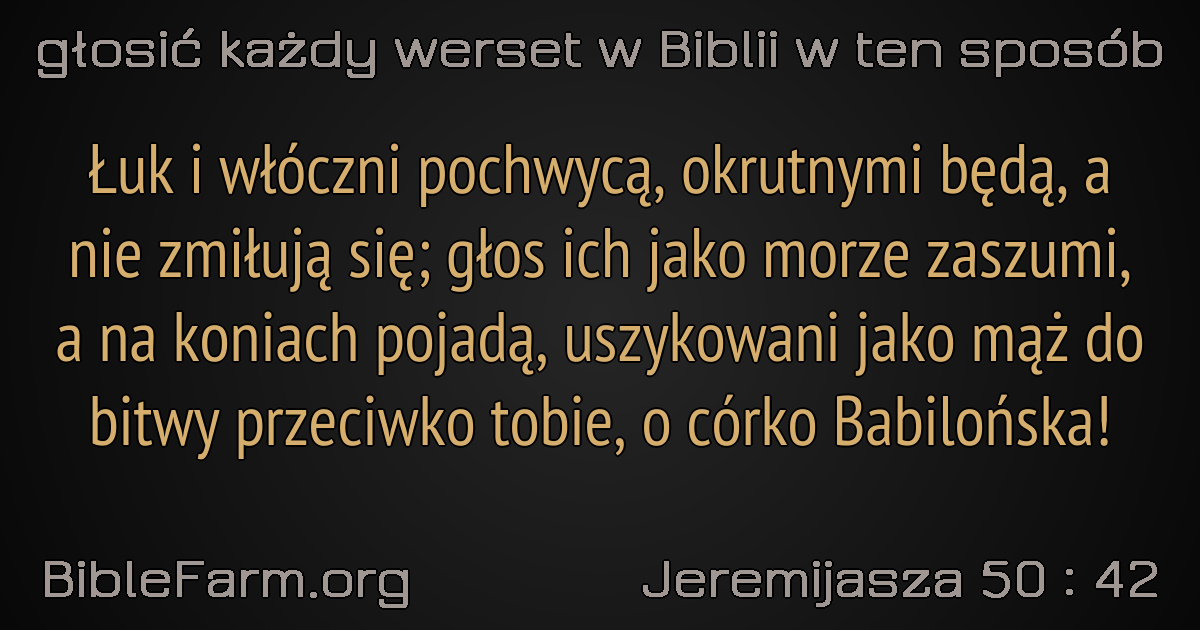 głosić każdy werset w Biblii w ten sposób
Łuk i włóczni pochwycą, okrutnymi będą, a
nie zmiłują się; głos ich jako morze zaszumi,
a na koniach pojadą, uszykowani jako mąż do
bitwy przeciwko tobie, o córko Babilońska!
BibleFarm.org
Jeremijasza 50 : 42